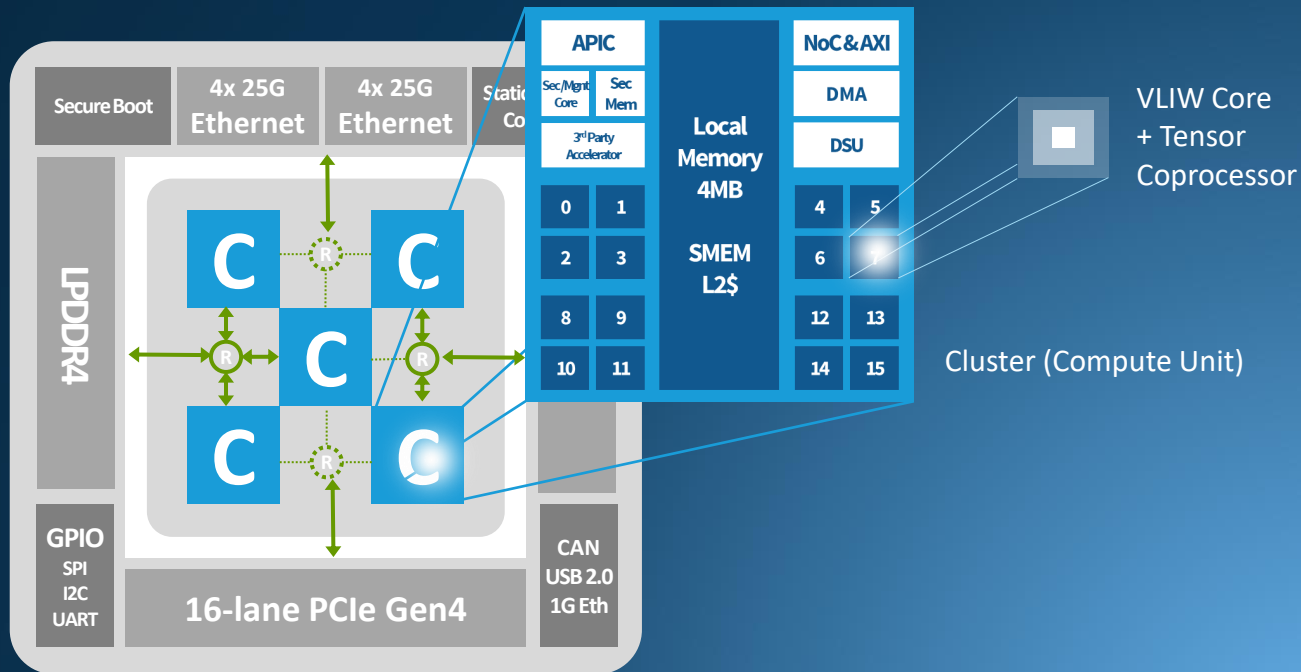 Secure Boot
4x 25G
Ethernet
4x 25G
Ethernet
LPDDR4
C
C
C
C
C
R
R
R
R
GPIO
SPI
I2C
UART
16-lane PCIe Gen4
CAN
USB 2.0
1G Eth
APIC
Sec/Mgnt
Core
Sec
Mem
3rd Party
Accelerator
0 1
2 3
8 9
10 11
Local
Memory
4MB
SMEM
L2$
NoC & AXI
DMA
DSU
4 5
6 7
12 13
14 15
VLIW Core
+ Tensor
Coprocessor
Cluster (Compute Unit)